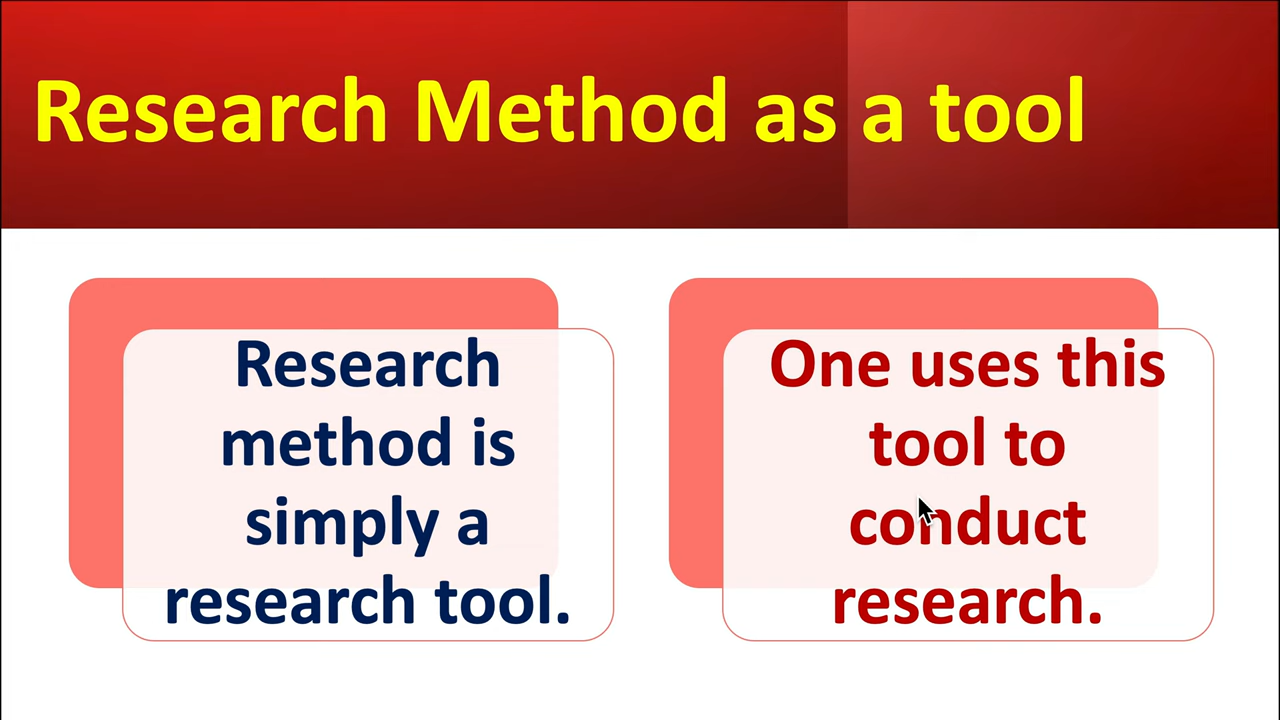 Research Method as a tool
Research
method is
simply a
research tool.
One uses this
tool to
conduct
research.